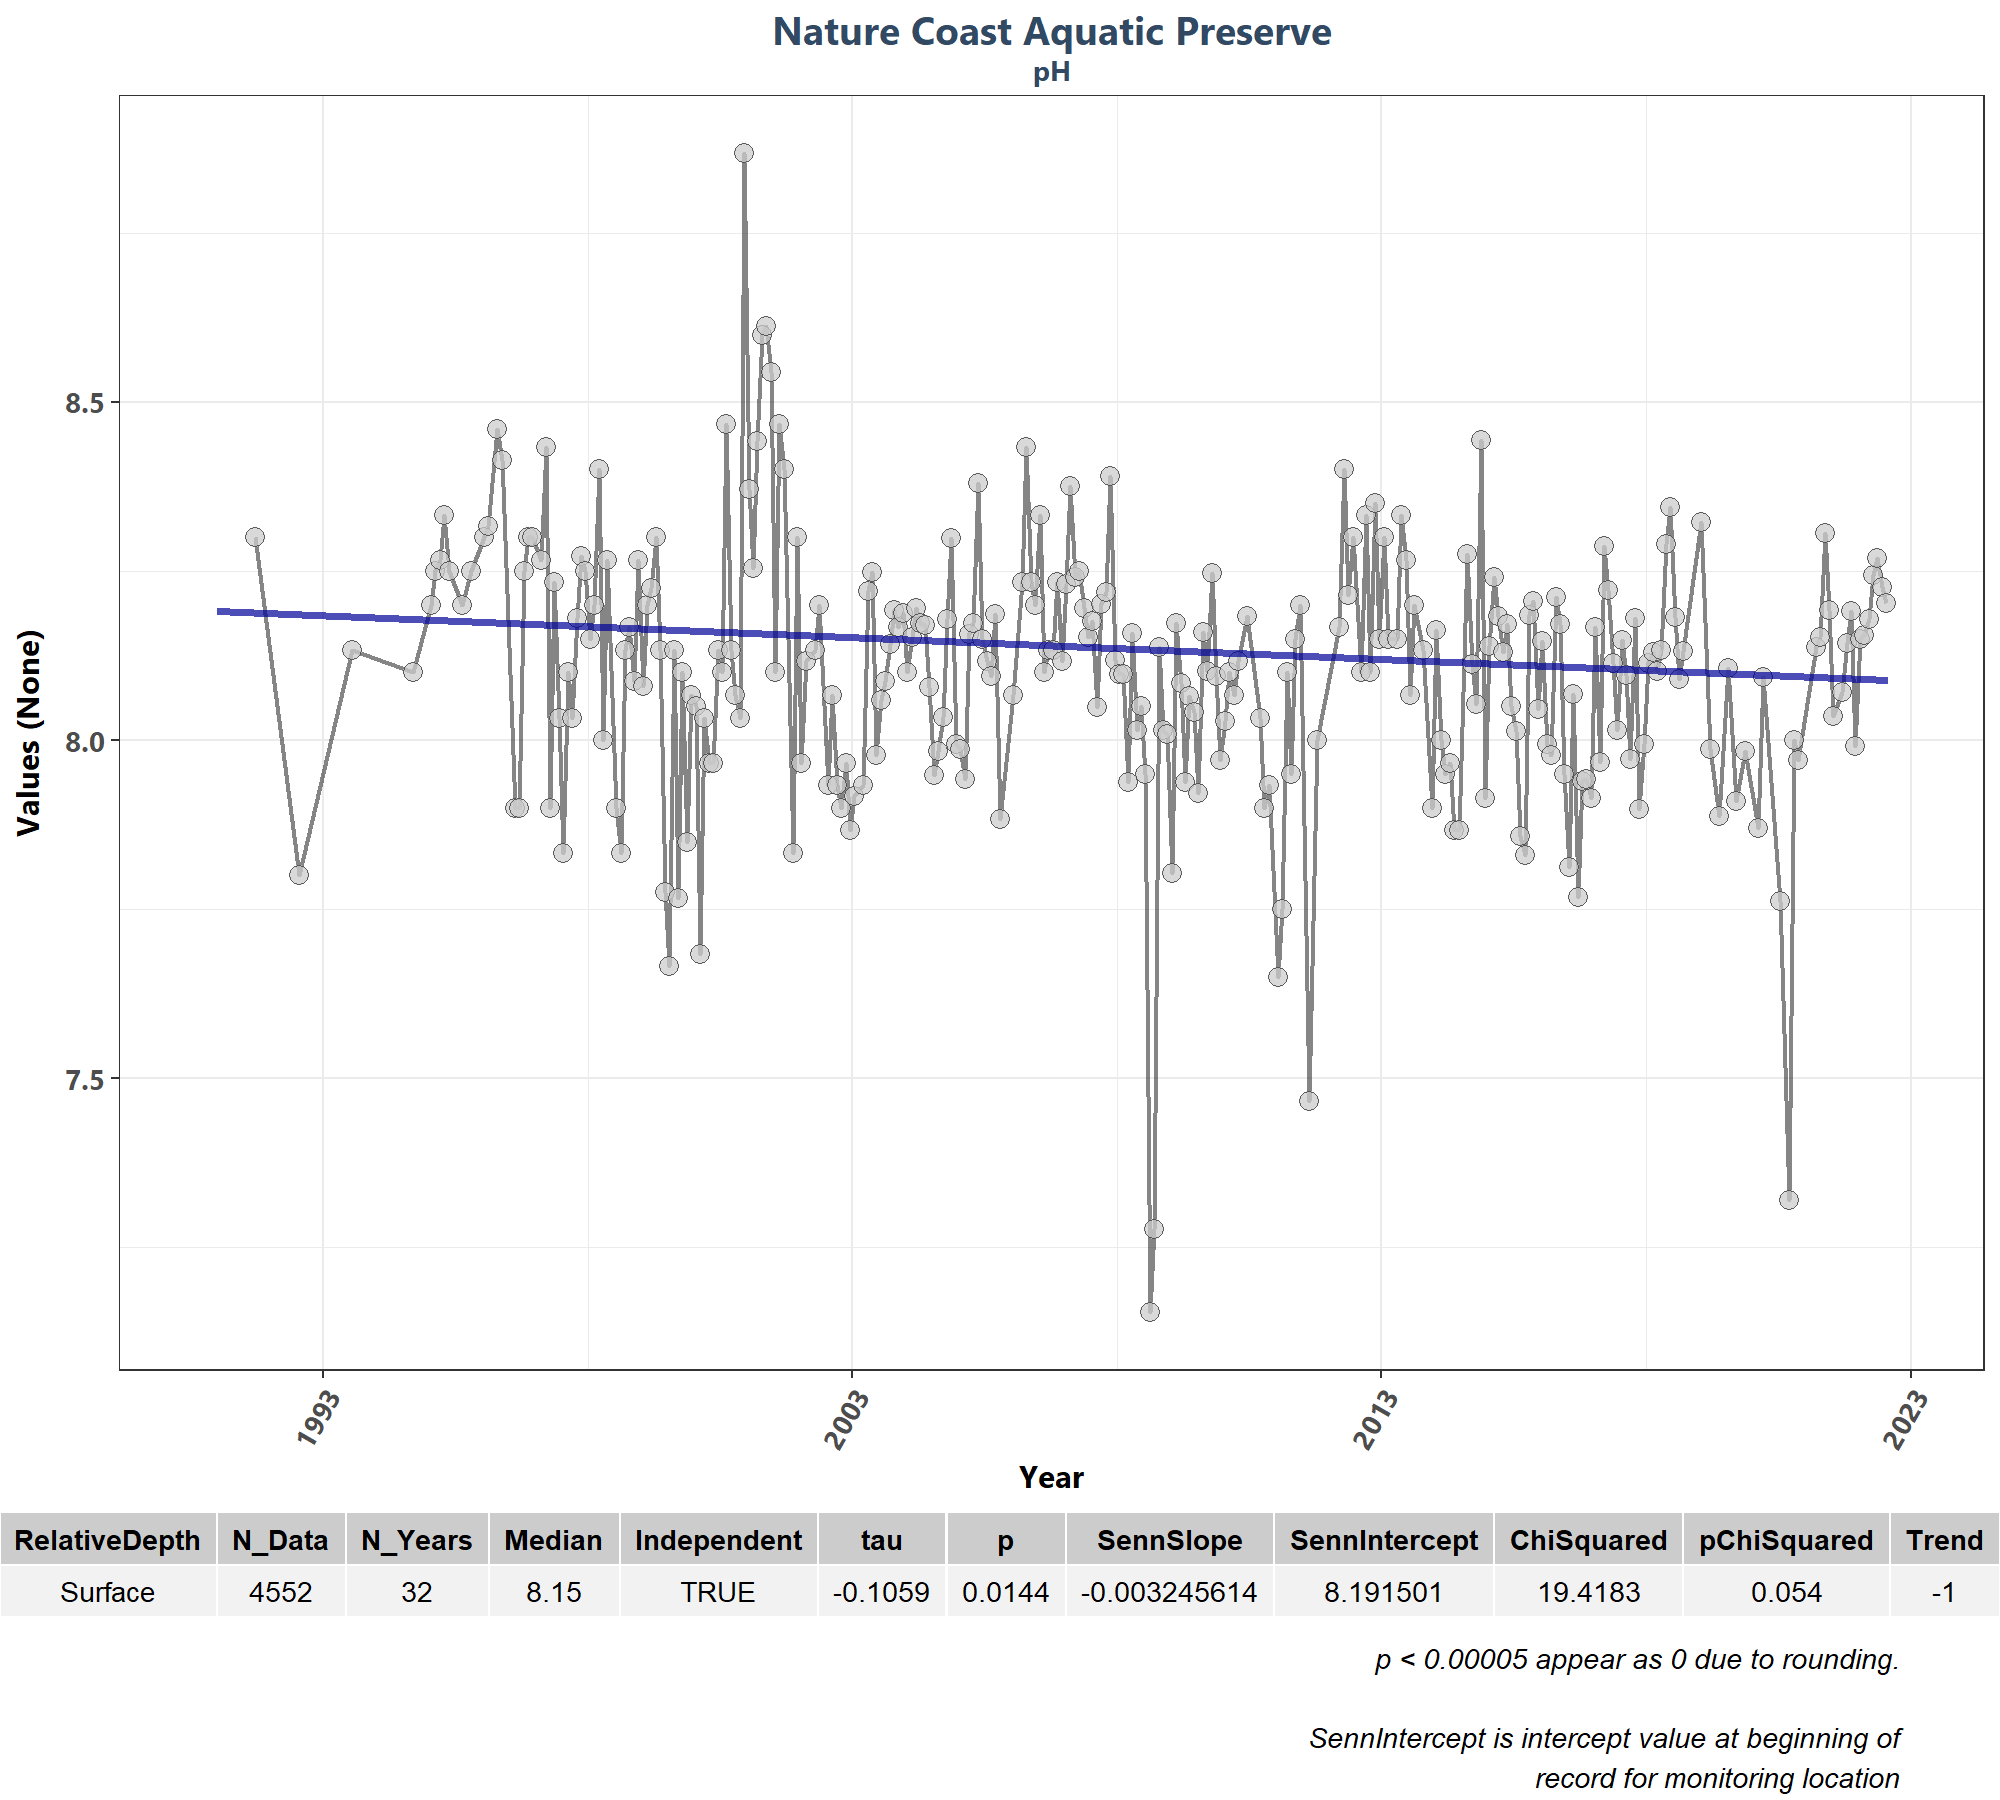 Nature Coast Aquatic Preserve
pH
Values (None)
8.5
8.0
7.5
1993
2003
2013
2023
Year
RelativeDepth N_Data N_Years Median Independent tau p SennSlope SennIntercept ChiSquared pChiSquared Trend
Surface 4552 32 8.15 TRUE -0.1059 0.0144 -0.003245614 8.191501 19.4183 0.054 -1
p < 0.00005 appear as 0 due to rounding.
SennIntercept is intercept value at beginning of
record for monitoring location